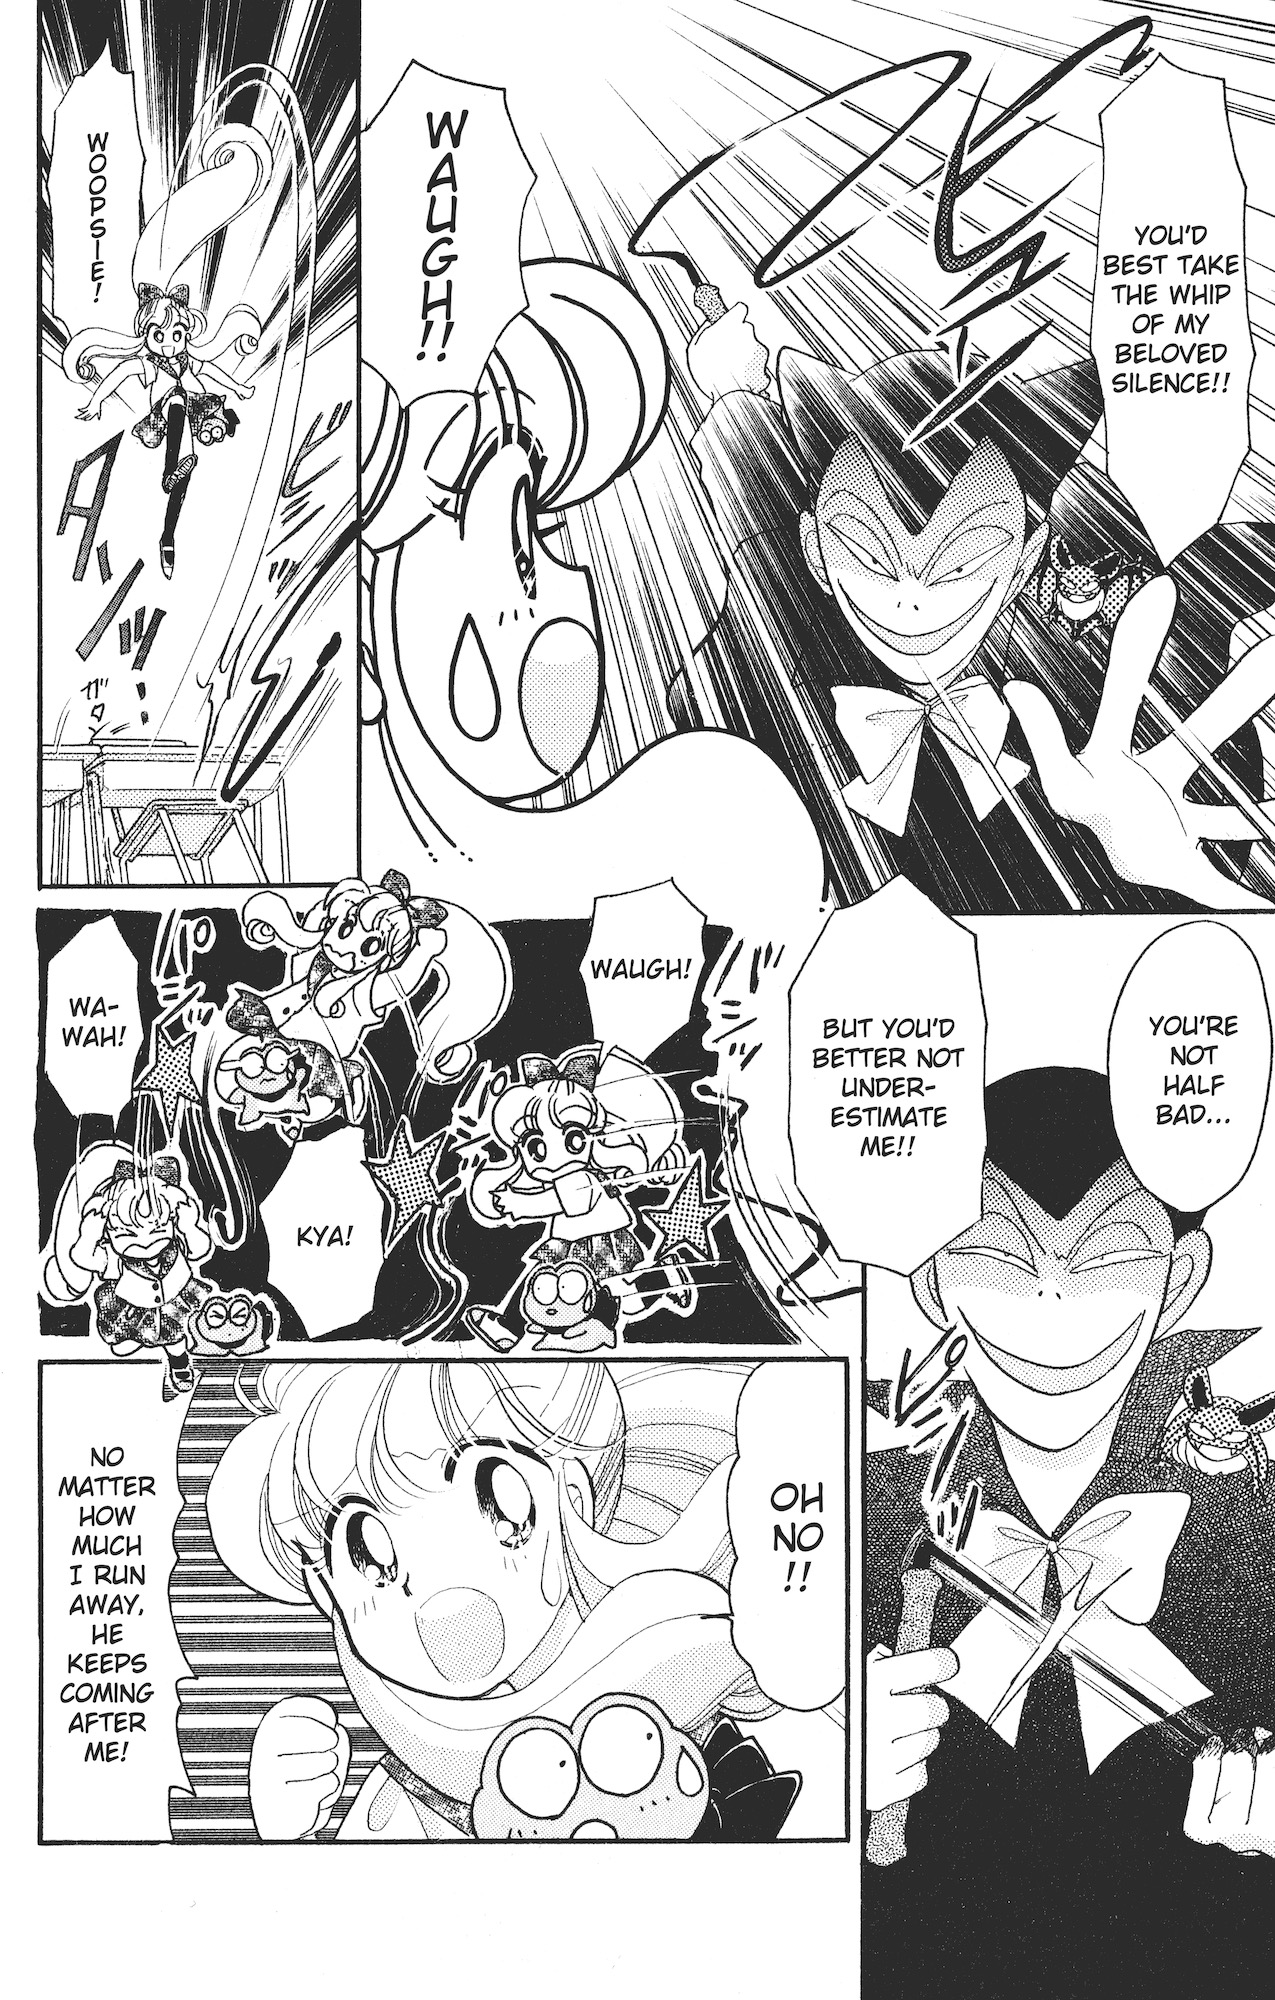 YOU'D
BEST TAKE
THE WHIP
OF MY
BELOVED
SILENCE!!
WAUGH!!
WOOPSIE!
ガ
ロ
YOU'RE
NOT
HALF
BAD...
BUT YOU'D
BETTER NOT
UNDER-
ESTIMATE
ME!!
WAUGH!
KYA!
WA-
WAH!
OH
NO
!!
NO
MATTER
HOW
MUCH
I RUN
AWAY,
HE
KEEPS
COMING
AFTER
ME!